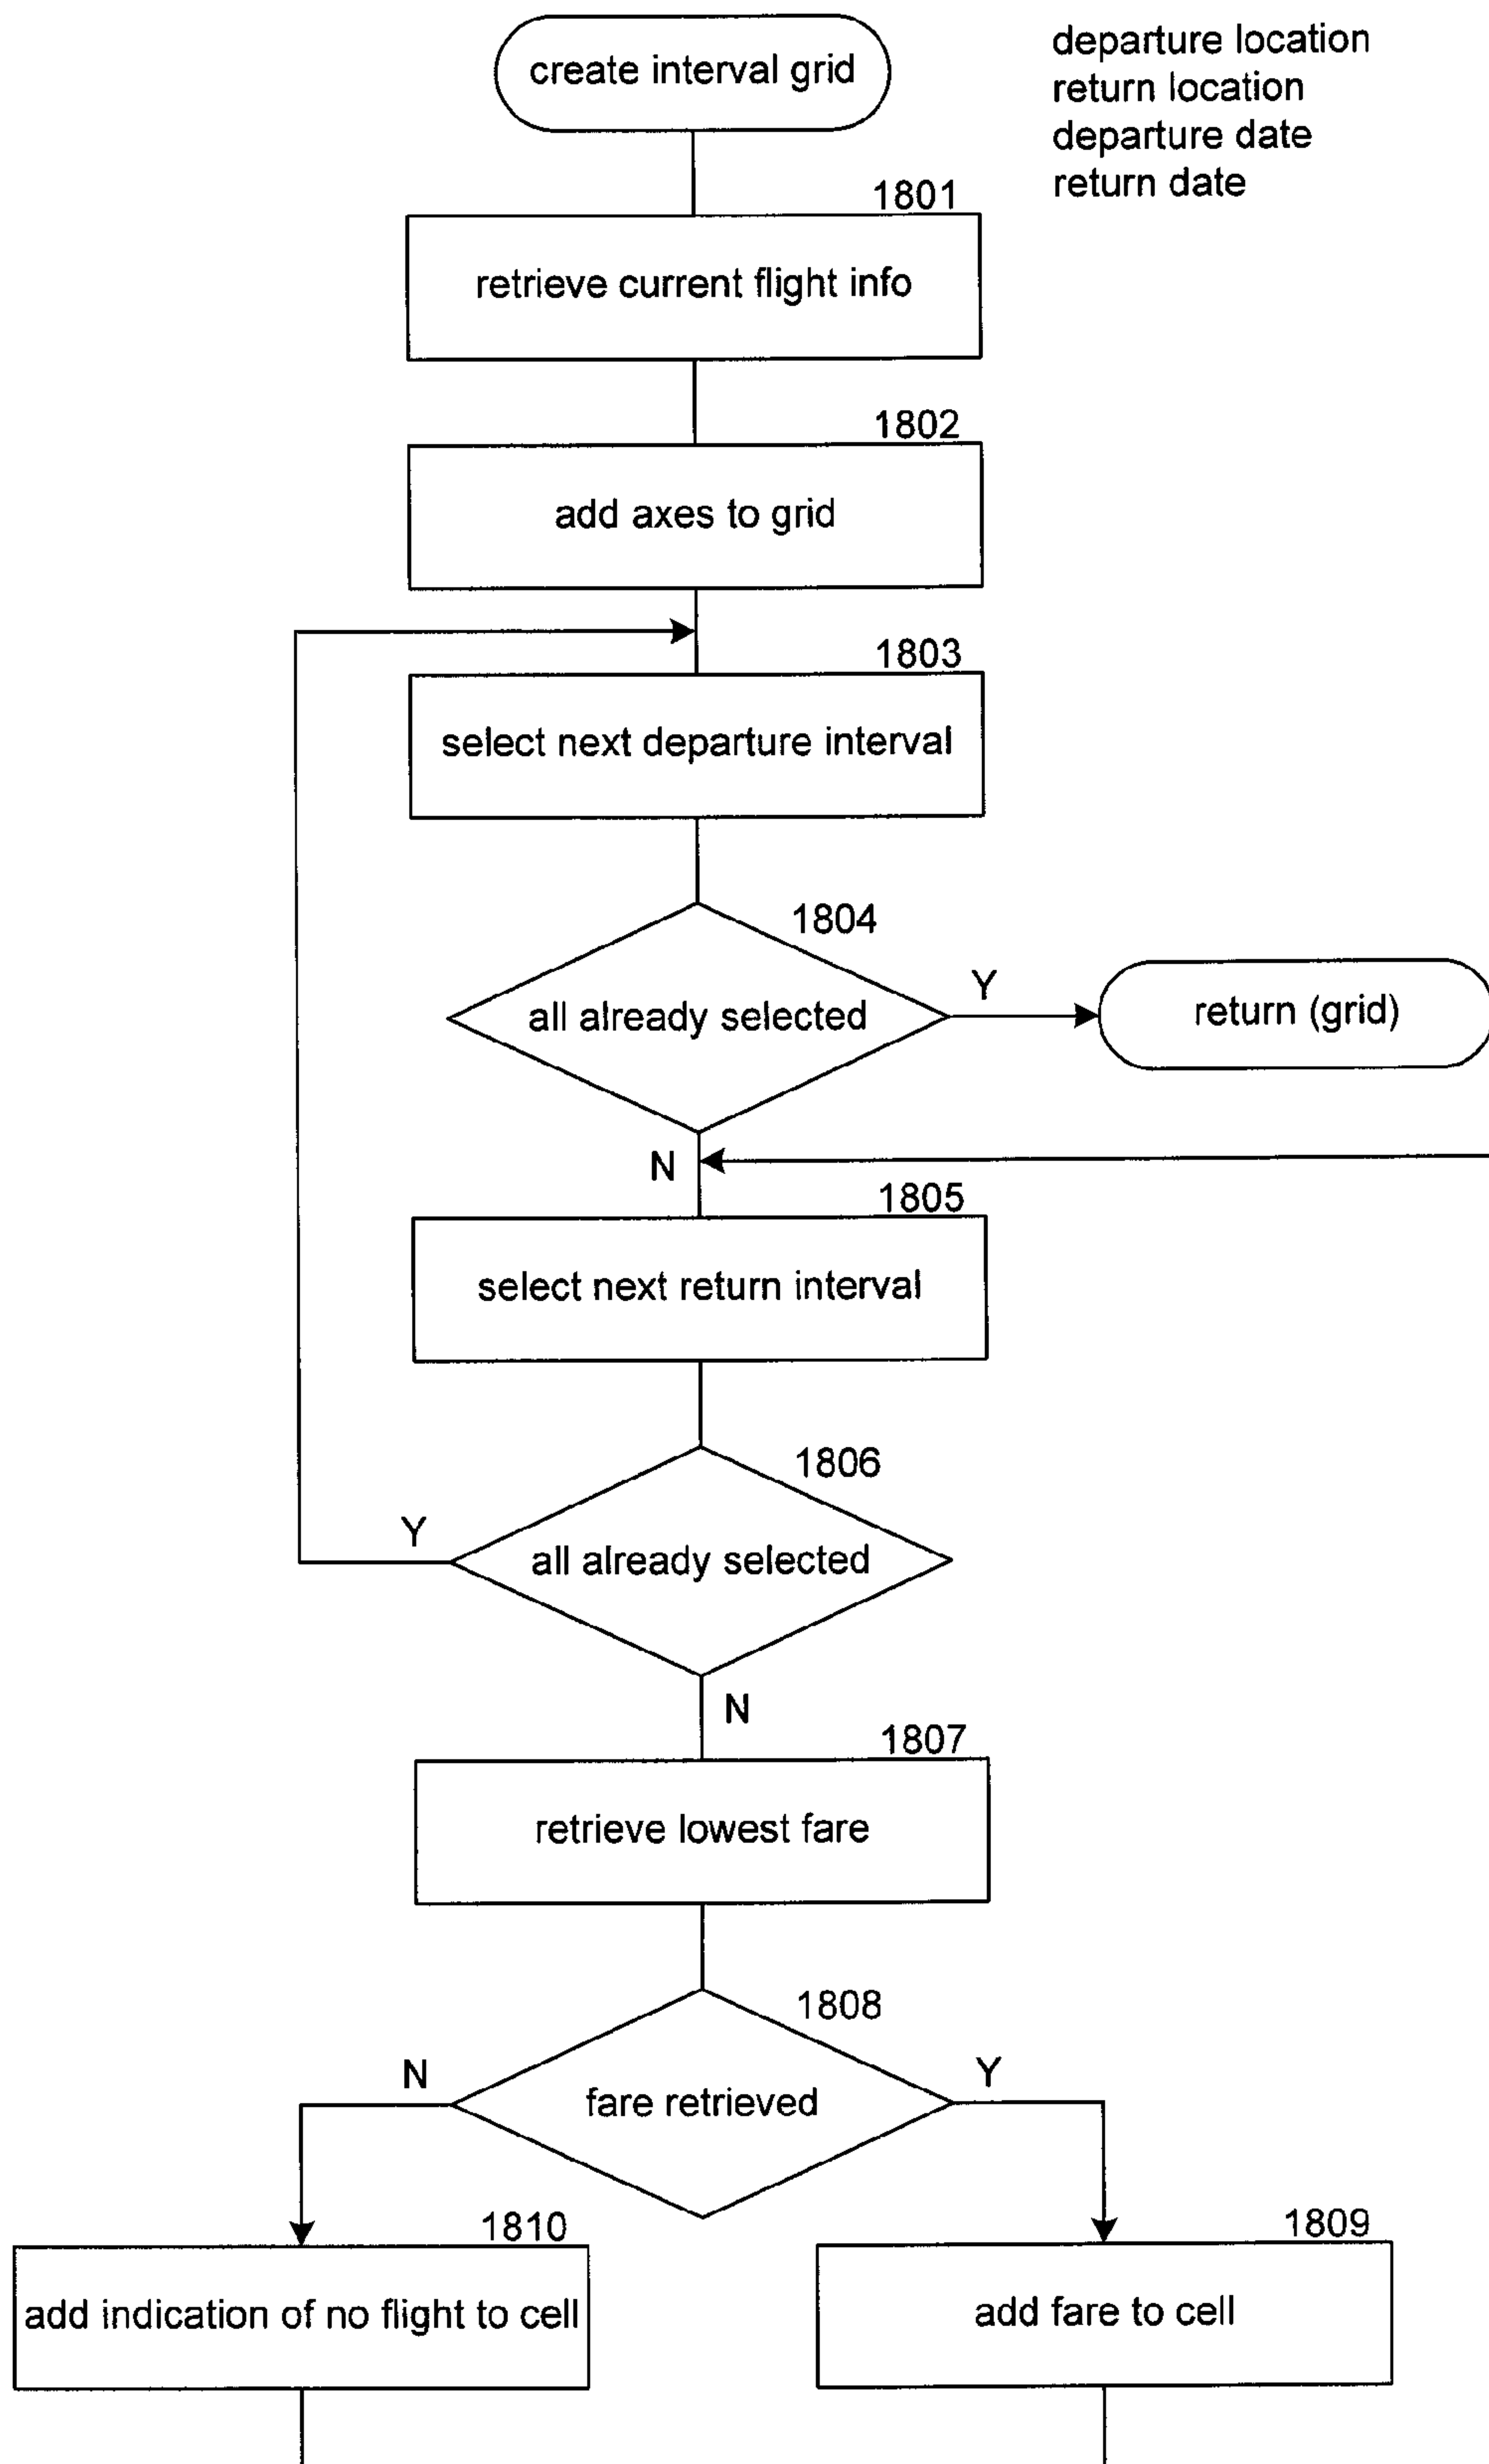 create interval grid
departure location
return location
departure date
return date
1801
retrieve current flight info
1802
add axes to grid
1803
select next departure interval
1804
all already selected
Y
return (grid)
N
1805
select next return interval
1806
all already selected
Y
N
1807
retrieve lowest fare
1808
fare retrieved
N
Y
1810
add indication of no flight to cell
1809
add fare to cell